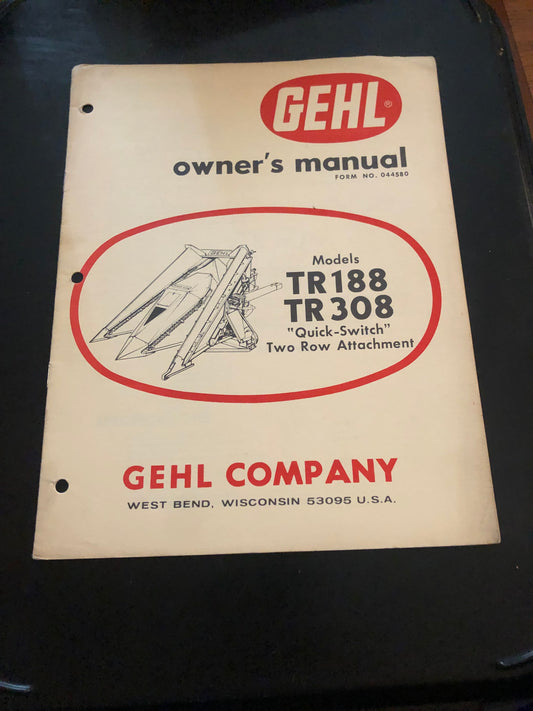 GEHL®
owner's manual
FORM NO. 044580
GEHL
Models
TR188
TR308
"Quick-Switch"
Two Row Attachment
GEHL COMPANY
WEST BEND, WISCONSIN 53095 U.S.A.